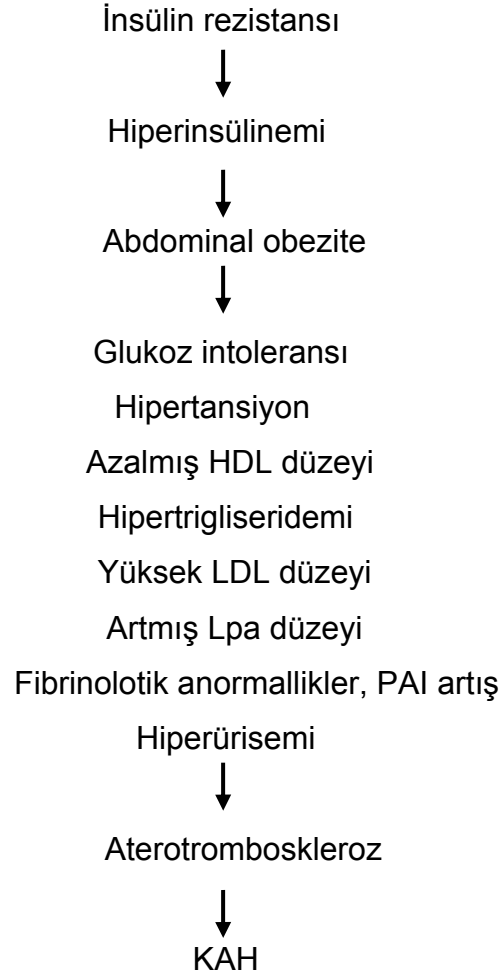 İnsülin rezistansı
Hiperinsülinemi
Abdominal obezite
Glukoz intoleransı
Hipertansiyon
Azalmış HDL düzeyi
Hipertrigliseridemi
Yüksek LDL düzeyi
Artmış Lpa düzeyi
Fibrinolotik anormallikler, PAI artış
Hiperürisemi
Aterotromboskleroz
KAH